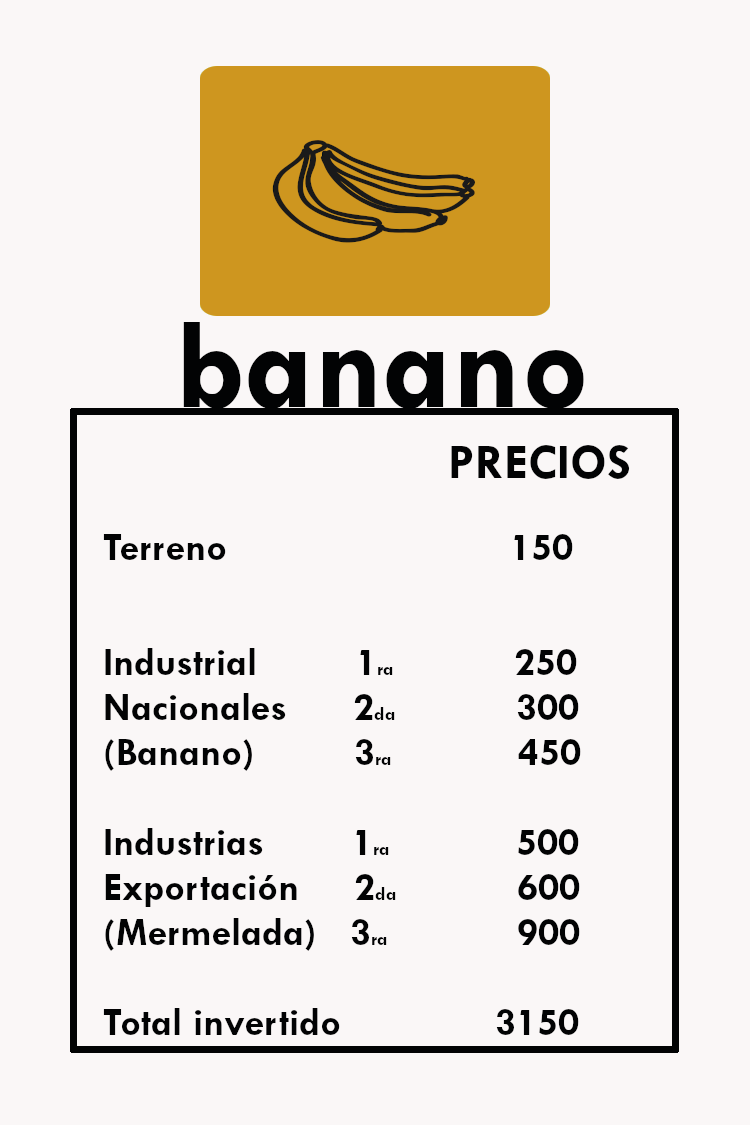 banano
PRECIOS
Terreno 150
Industrial 1ra 250
Nacionales 2da 300
(Banano) 3ra 450
Industrias 1ra 500
Exportación 2da 600
(Mermelada) 3ra 900
Total invertido 3150